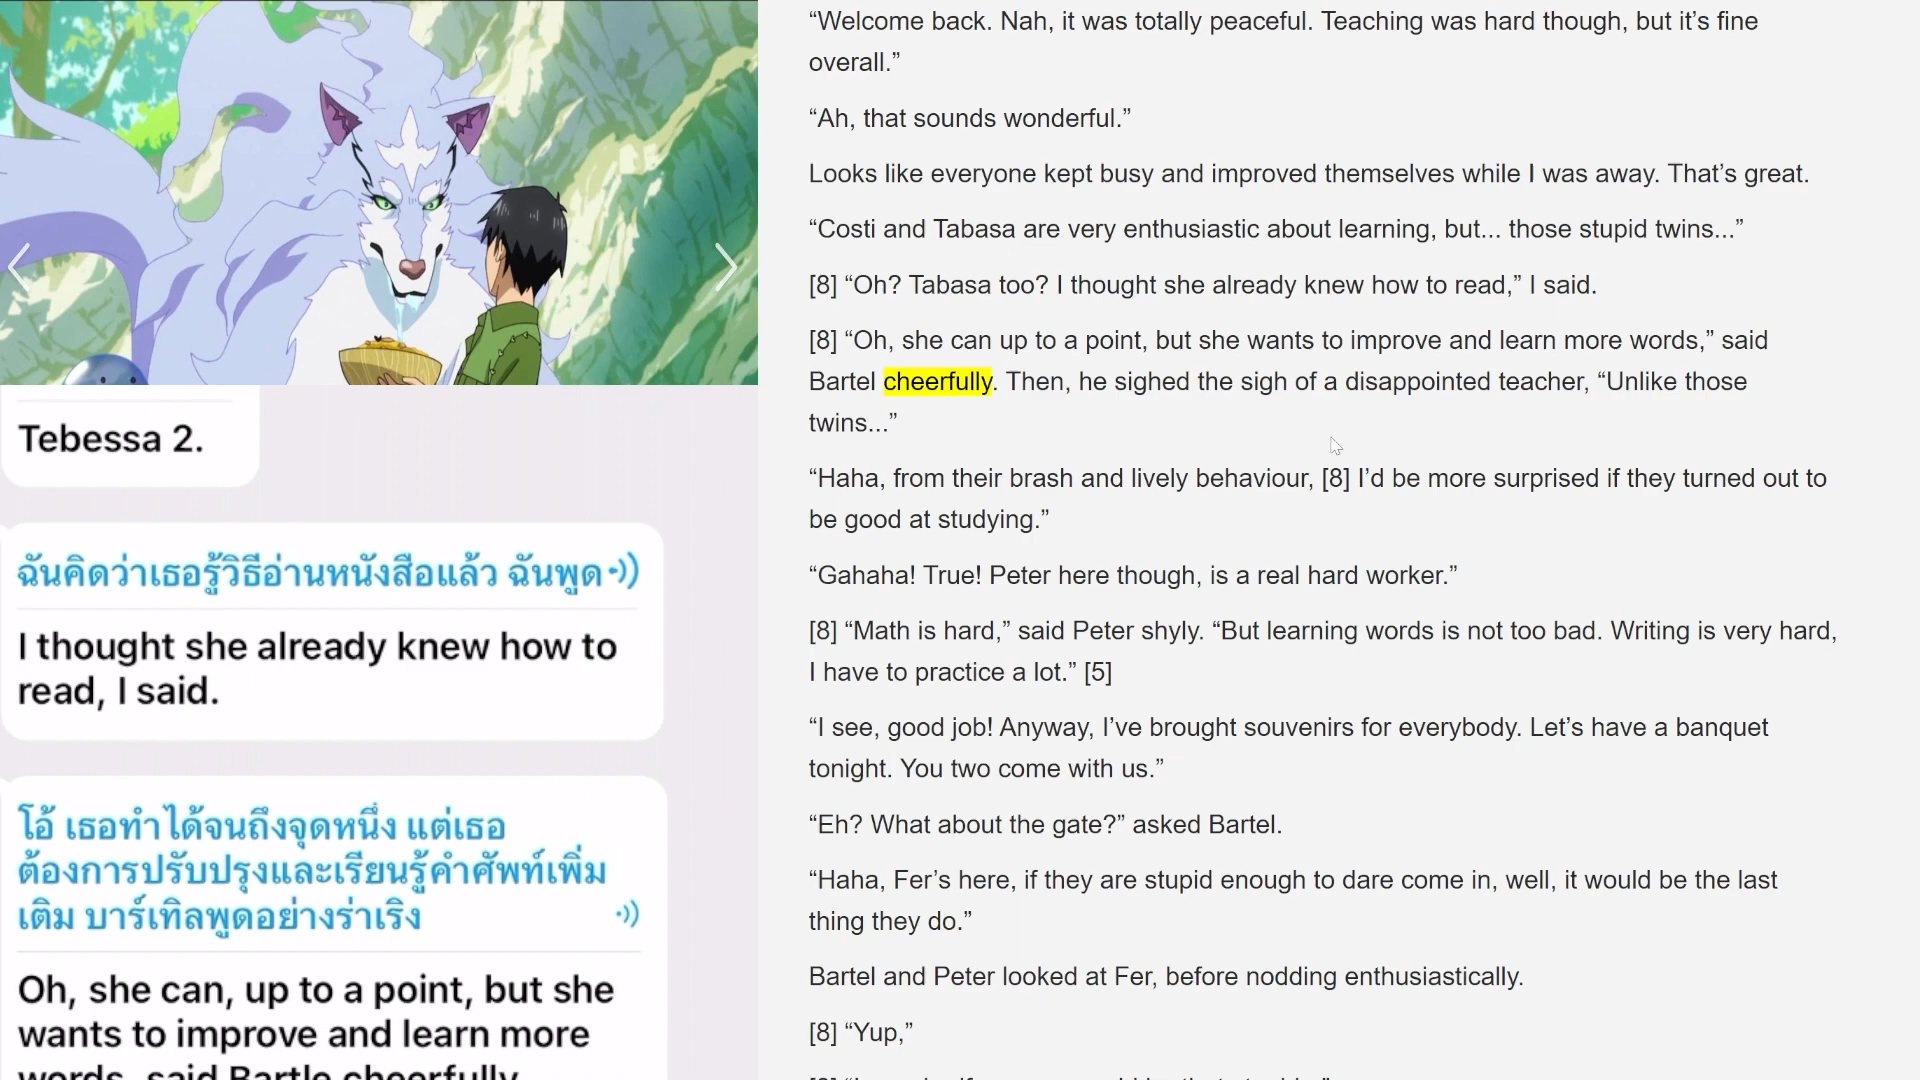 Tebessa 2.
ฉันคิดว่าเธอรู้วิธีอ่านหนังสือแล้ว ฉันพูด
I thought she already knew how to
read, I said.
โอ้ เธอทำได้จนถึงจุดหนึ่ง แต่เธอ
ต้องการปรับปรุงและเรียนรู้คำศัพท์เพิ่ม
เติม บาร์เทิลพูดอย่างร่าเริง
Oh, she can, up to a point, but she
wants to improve and learn more
words, said Bartle cheerfully
“Welcome back. Nah, it was totally peaceful. Teaching was hard though, but it’s fine
overall.”
“Ah, that sounds wonderful.”
Looks like everyone kept busy and improved themselves while I was away. That’s great.
“Costi and Tabasa are very enthusiastic about learning, but... those stupid twins...”
[8] “Oh? Tabasa too? I thought she already knew how to read,” I said.
[8] “Oh, she can up to a point, but she wants to improve and learn more words,” said
Bartel cheerfully. Then, he sighed the sigh of a disappointed teacher, “Unlike those
twins...”
“Haha, from their brash and lively behaviour, [8] I’d be more surprised if they turned out to
be good at studying.”
“Gahaha! True! Peter here though, is a real hard worker.”
[8] “Math is hard,” said Peter shyly. “But learning words is not too bad. Writing is very hard,
I have to practice a lot.” [5]
“I see, good job! Anyway, I’ve brought souvenirs for everybody. Let’s have a banquet
tonight. You two come with us.”
“Eh? What about the gate?” asked Bartel.
“Haha, Fer’s here, if they are stupid enough to dare come in, well, it would be the last
thing they do.”
Bartel and Peter looked at Fer, before nodding enthusiastically.
[8] “Yup,”